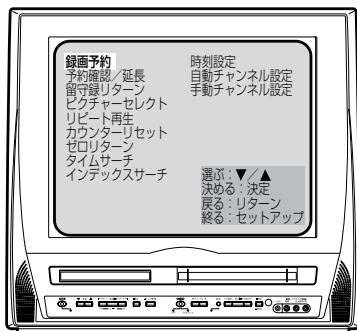 録画予約
予約確認／延長
留守録リターン
ピクチャーセレクト
リピート再生
カウンターリセット
ゼロリターン
タイムサーチ
インデックスサーチ
時刻設定
自動チャンネル設定
手動チャンネル設定
選ぶ：▼／▲
決める：決定
戻る：リターン
終る：セットアップ